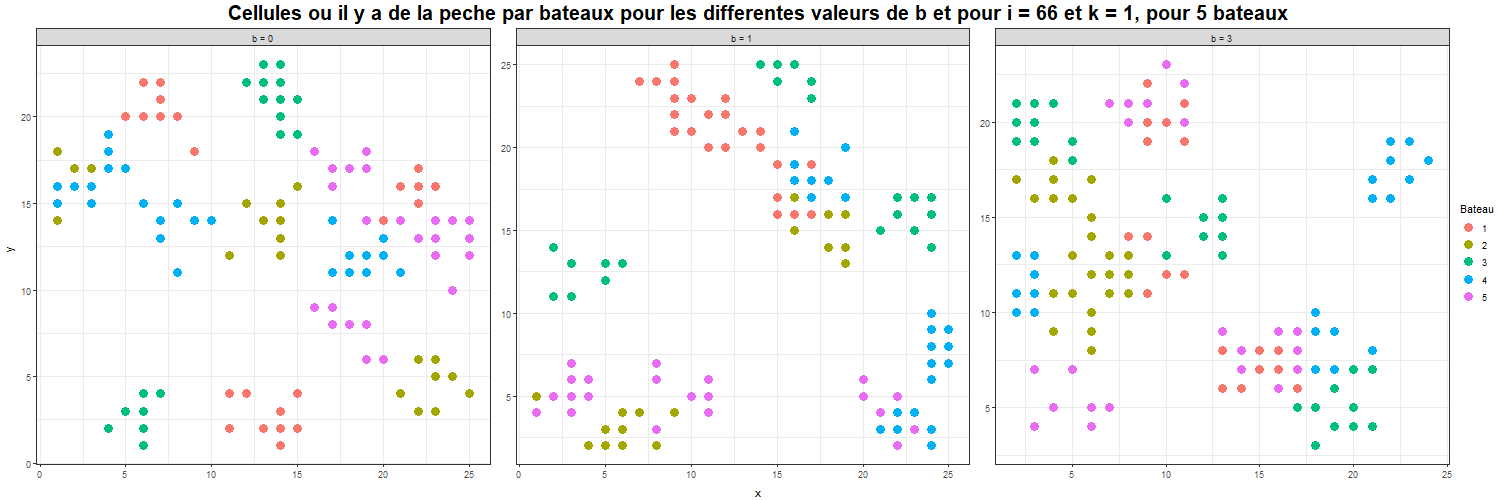 Cellules ou il y a de la peche par bateaux pour les differentes valeurs de b et pour i = 66 et k = 1, pour 5 bateaux
b = 0
b = 1
b = 3
y
20
15
10
5
0
25
20
15
10
5
20
15
10
5
Bateau
1
2
3
4
5
0 5 10 15 20 25
0 5 10 15 20 25
5 10 15 20 25
x